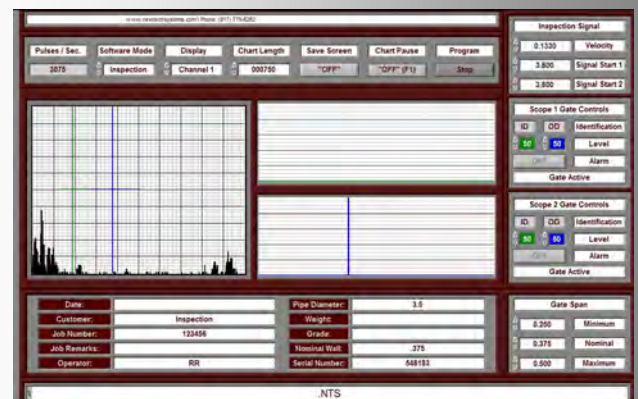 Pulses / Sec. Software Mode Display Chart Length Save Screen Chart Pause Program
3075 Inspection Channel 1 000750 "OFF" "OFF" (F1) Stop
Inspection Signal
0.1330 Velocity
3.800 Signal Start 1
3.800 Signal Start 2
Scope 1 Gate Controls
ID OD Identification
50 50 Level
OFF Alarm
Gate Active
Scope 2 Gate Controls
ID OD Identification
50 50 Level
OFF Alarm
Gate Active
Date: Pipe Diameter: 3.5
Customer: Inspection Weight:
Job Number: 123456 Grade:
Job Remarks: Nominal Wall: .375
Operator: RR Serial Number:
Gate Span
0.250 Minimum
0.375 Nominal
0.500 Maximum
.NTS